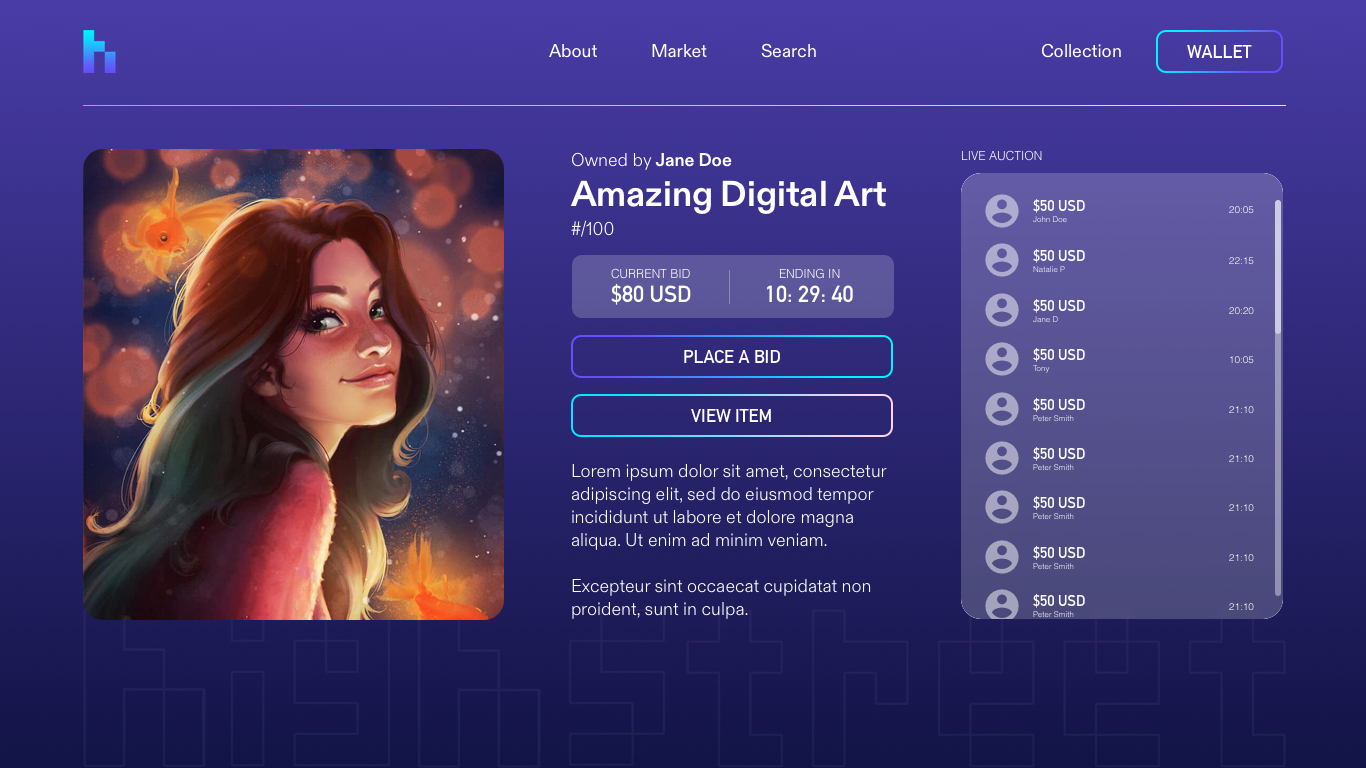 h
About
Market
Search
Collection
WALLET
Owned by Jane Doe
Amazing Digital Art
#/100
CURRENT BID
$80 USD
ENDING IN
10: 29: 40
PLACE A BID
VIEW ITEM
Lorem ipsum dolor sit amet, consectetur
adipiscing elit, sed do eiusmod tempor
incididunt ut labore et dolore magna
aliqua. Ut enim ad minim veniam.
Excepteur sint occaecat cupidatat non
proident, sunt in culpa.
LIVE AUCTION
$50 USD
John Doe
20:05
$50 USD
Natalie P
22:15
$50 USD
Jane D
20:20
$50 USD
Tony
10:05
$50 USD
Peter Smith
21:10
$50 USD
Peter Smith
21:10
$50 USD
Peter Smith
21:10
$50 USD
Peter Smith
21:10
$50 USD
Peter Smith
21:10
highstreet